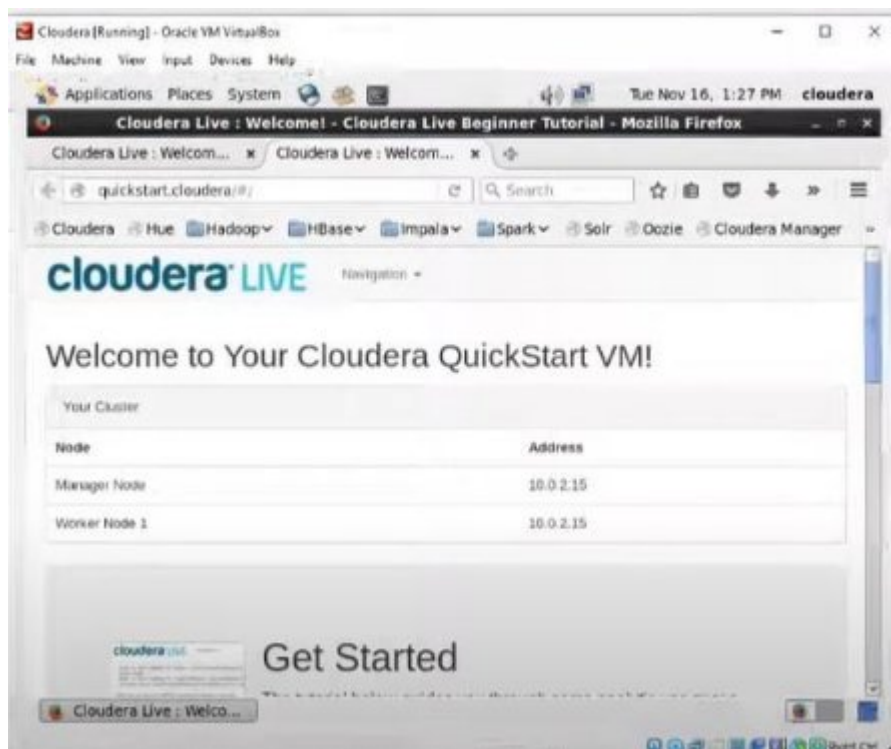 Cloudera [Running] - Oracle VM VirtualBox
File Machine View Input Devices Help
Applications Places System Tue Nov 16, 1:27 PM cloudera
Cloudera Live : Welcome! - Cloudera Live Beginner Tutorial - Mozilla Firefox
Cloudera Live : Welcom... Cloudera Live : Welcom...
quickstart.cloudera/#/ Search
Cloudera Hue Hadoop HBase Impala Spark Solr Oozie Cloudera Manager
cloudera LIVE Navigation
Welcome to Your Cloudera QuickStart VM!
Your Cluster
Node Address
Manager Node 10.0.2.15
Worker Node 1 10.0.2.15
cloudera LIVE
Get Started
Cloudera Live : Welco...
Right Ctrl